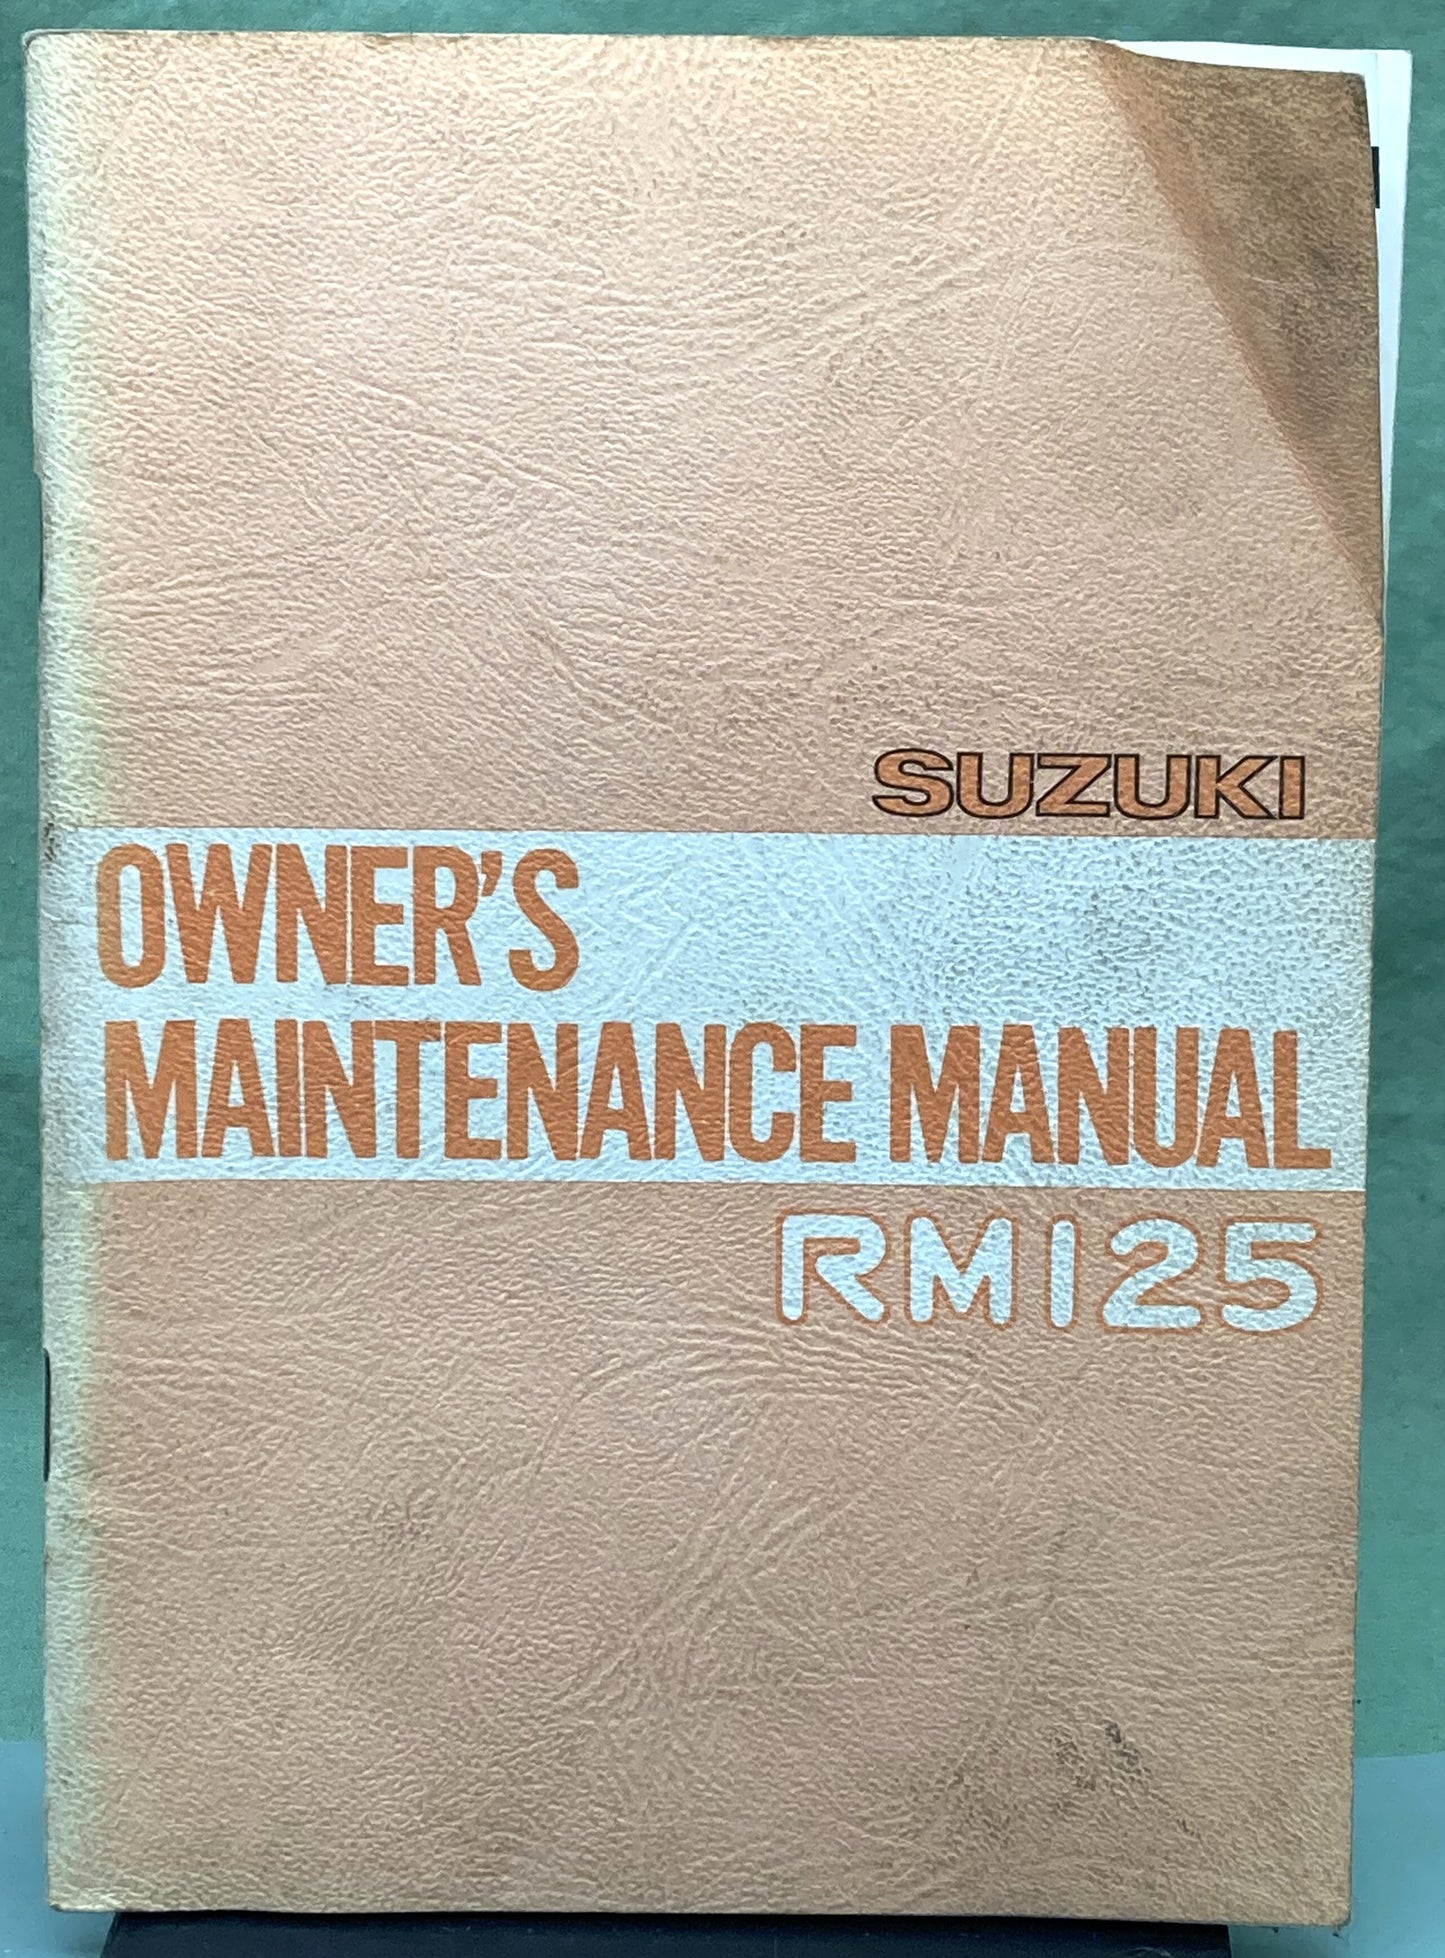 SUZUKI
OWNER'S
MAINTENANCE MANUAL
RM125